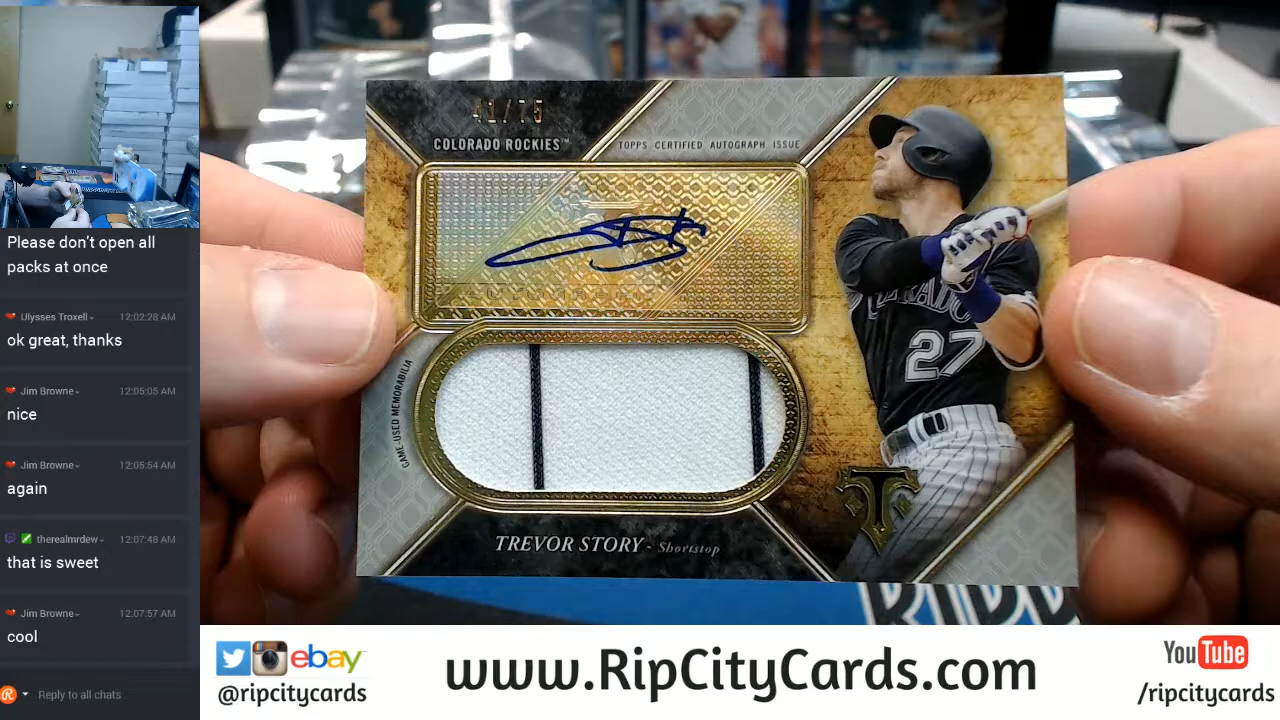 Please don't open all
packs at once
Ulysses Troxell
12:02:28 AM
ok great, thanks
Jim Browne
12:05:05 AM
nice
Jim Browne
12:05:54 AM
again
therealmrdew
12:07:48 AM
that is sweet
Jim Browne
12:07:57 AM
cool
Reply to all chats
41/75
COLORADO ROCKIES™
TOPPS CERTIFIED AUTOGRAPH ISSUE
GAME-USED MEMORABILIA
COLORADO
27
T
TREVOR STORY - Shortstop
ebay
@ripcitycards
www.RipCityCards.com
YouTube
/ripcitycards